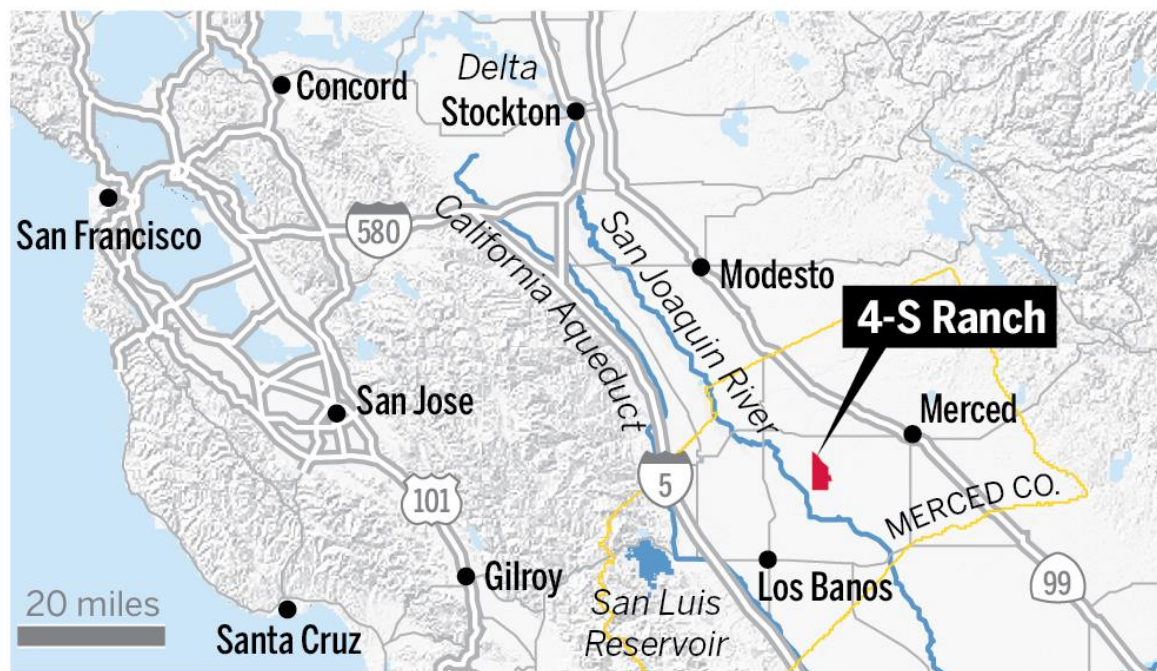 Concord
Delta
Stockton
San Francisco
580
California Aqueduct
San Joaquin River
Modesto
4-S Ranch
San Jose
Merced
5
101
MERCED CO.
Gilroy
Los Banos
99
20 miles
Santa Cruz
San Luis
Reservoir